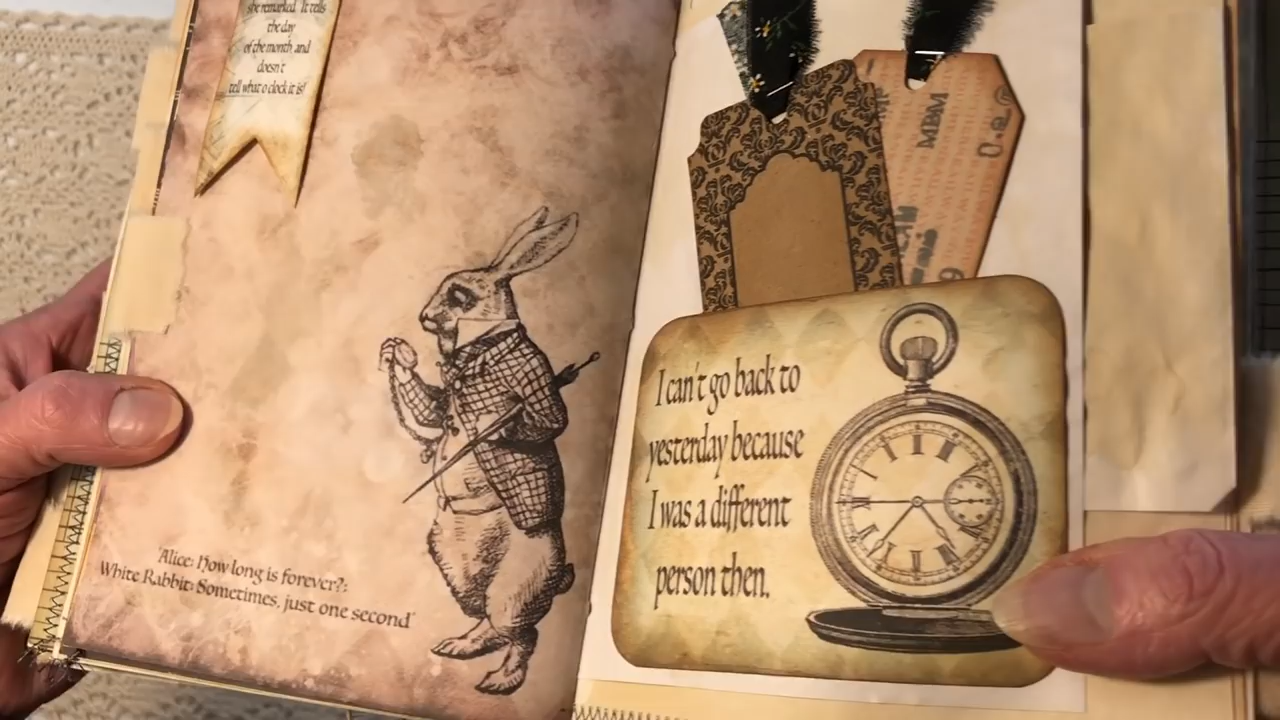 she remarked. It tells
the day
of the month, and
doesn't
tell what o clock it is!
"Alice: How long is forever?;
White Rabbit: Sometimes, just one second"
I can't go back to
yesterday because
I was a different
person then.
MBM